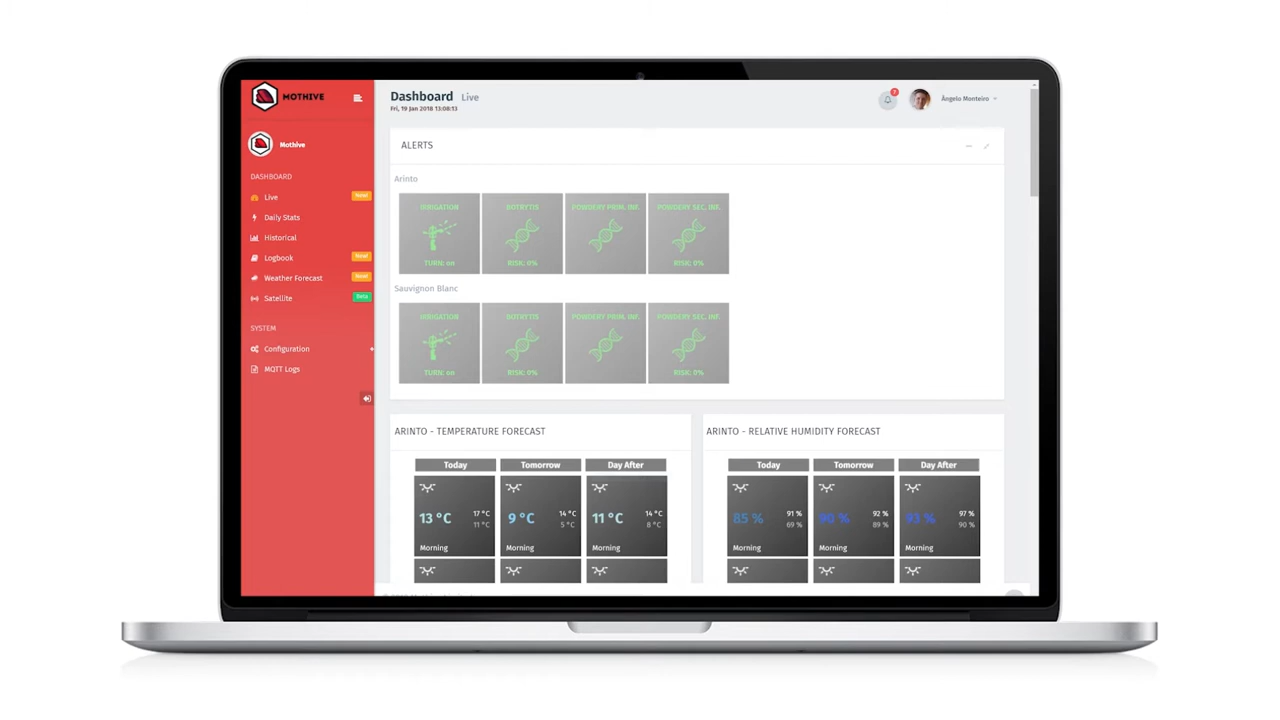 MOTHIVE
Mothive
DASHBOARD
Live New!
Daily Stats
Historical
Logbook New!
Weather Forecast New!
Satellite Beta
SYSTEM
Configuration
MQTT Logs
Dashboard Live
Fri, 19 Jan 2018 13:08:13
7
Ângelo Monteiro
ALERTS
Arinto
IRRIGATION BOTRYTIS POWDERY PRIM. INF. POWDERY SEC. INF.
TURN: on RISK: 0% RISK: 0%
Sauvignon Blanc
IRRIGATION BOTRYTIS POWDERY PRIM. INF. POWDERY SEC. INF.
TURN: on RISK: 0% RISK: 0%
ARINTO - TEMPERATURE FORECAST
Today Tomorrow Day After
13 °C 17 °C 11 °C 9 °C 14 °C 5 °C 11 °C 14 °C 8 °C
Morning Morning Morning
ARINTO - RELATIVE HUMIDITY FORECAST
Today Tomorrow Day After
85 % 91 % 69 % 90 % 92 % 89 % 93 % 97 % 90 %
Morning Morning Morning